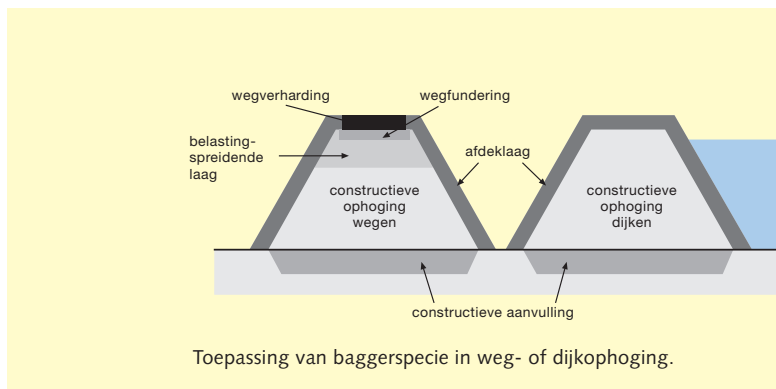 wegverharding
wegfundering
belasting-
spreidende
laag
afdeklaag
constructieve
ophoging
wegen
constructieve
ophoging
dijken
constructieve aanvulling
Toepassing van baggerspecie in weg- of dijkophoging.